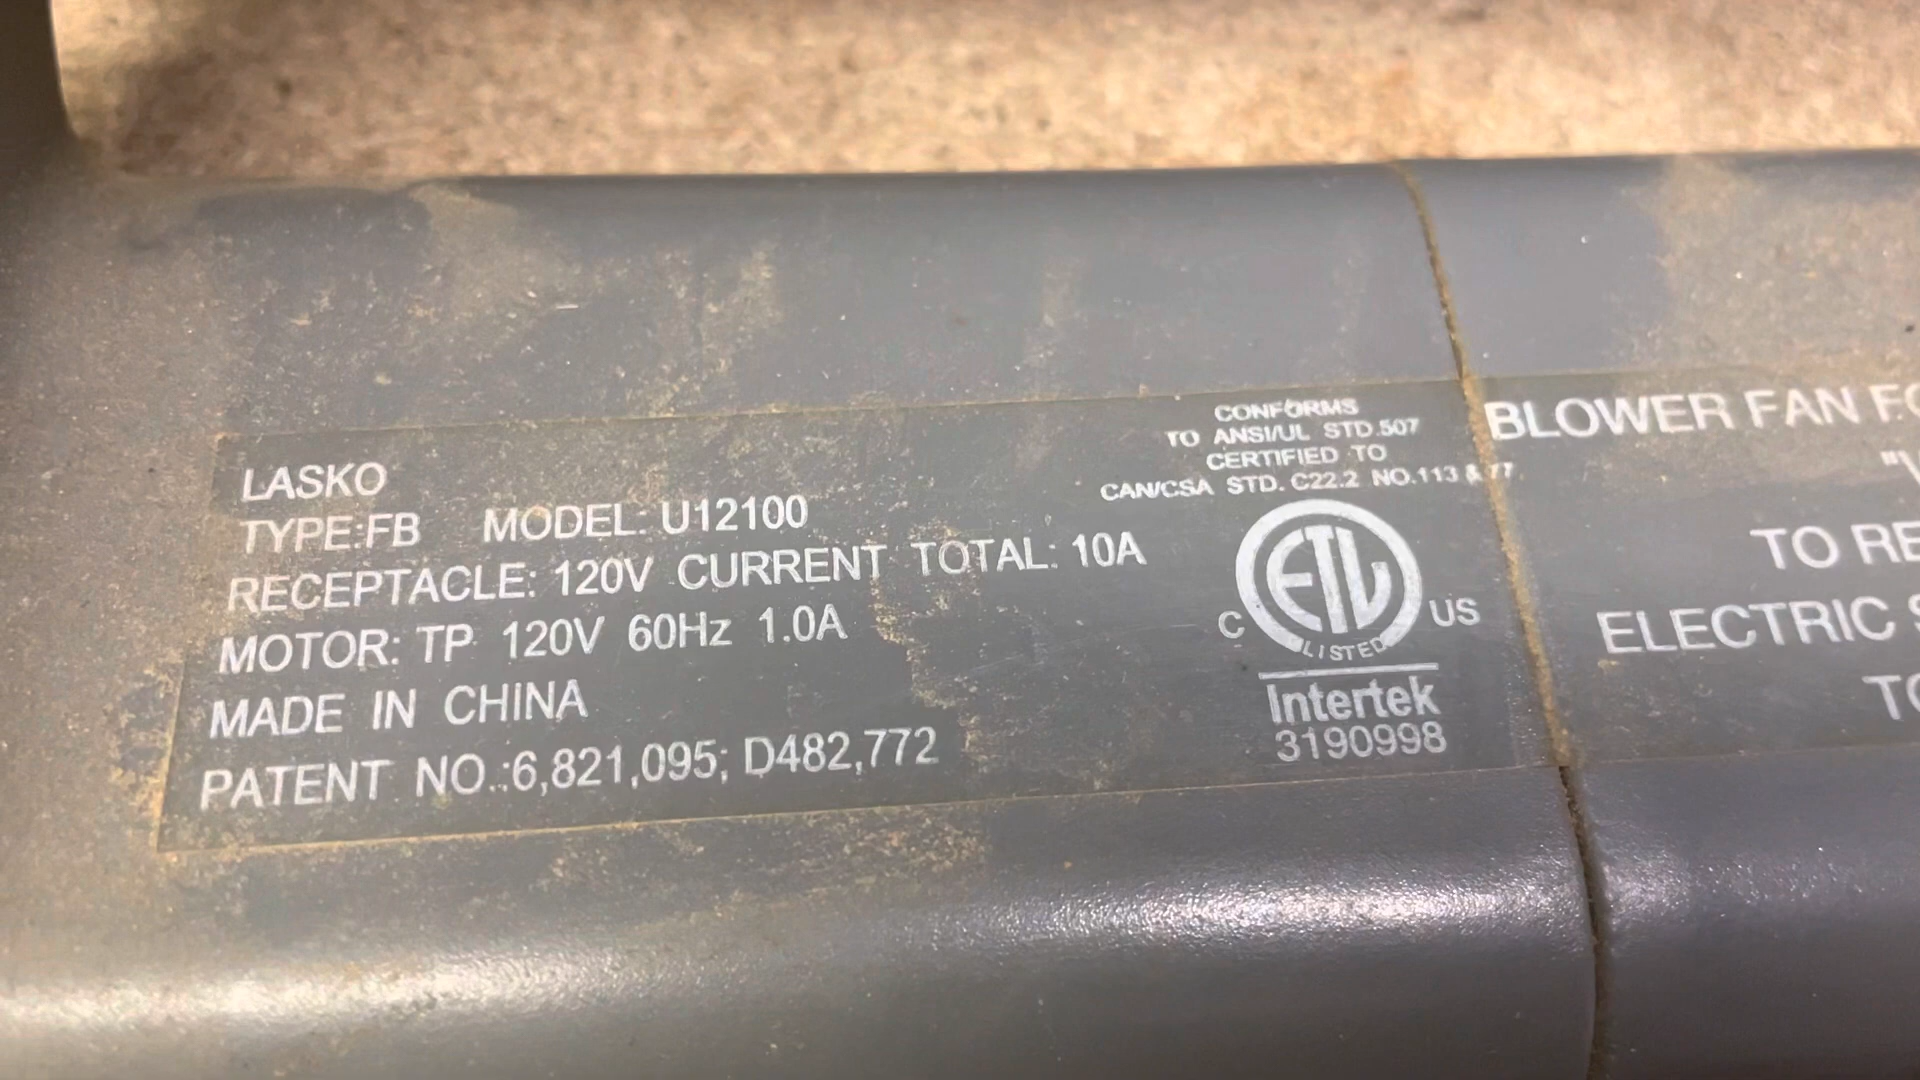 LASKO
TYPE:FB MODEL: U12100
RECEPTACLE: 120V CURRENT TOTAL: 10A
MOTOR: TP 120V 60Hz 1.0A
MADE IN CHINA
PATENT NO.:6,821,095; D482,772
CONFORMS
TO ANSI/UL STD.507
CERTIFIED TO
CAN/CSA STD. C22.2 NO.113 & 77
C ETL US
LISTED
Intertek
3190998
BLOWER FAN
TO
ELECTRIC